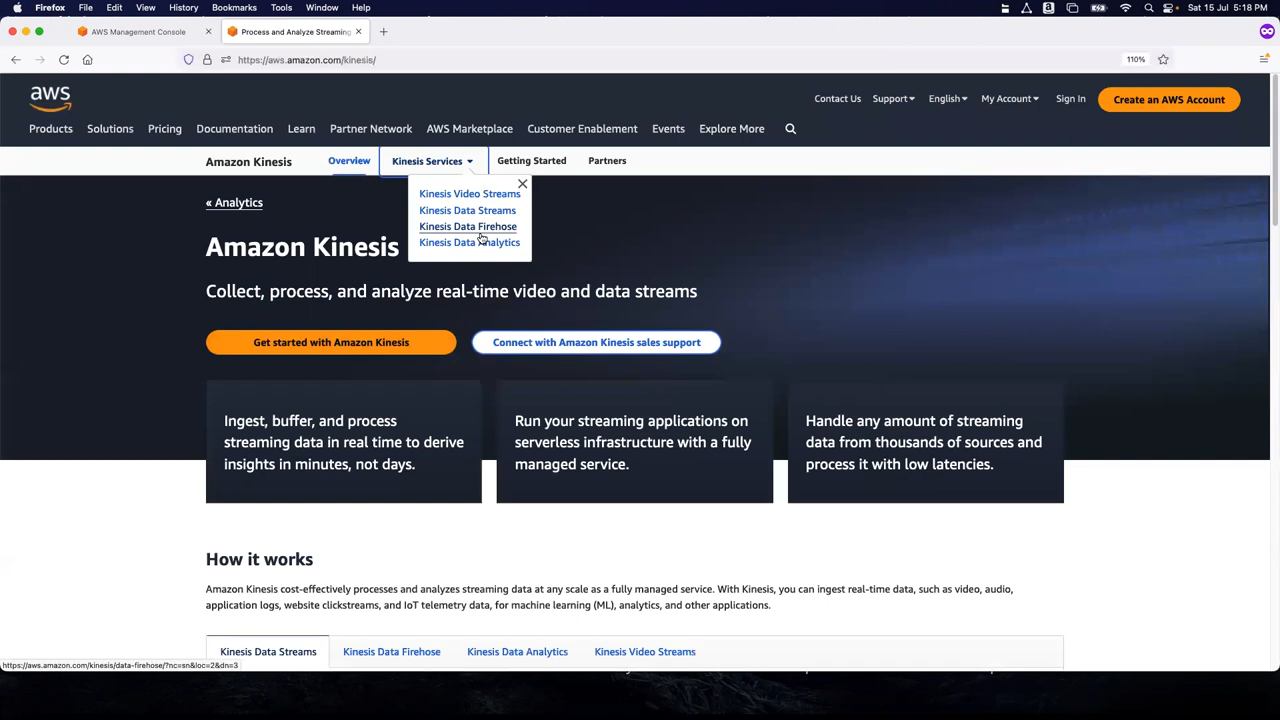 Firefox File Edit View History Bookmarks Tools Window Help
Sat 15 Jul 5:18 PM
AWS Management Console
Process and Analyze Streaming
https://aws.amazon.com/kinesis/
110%
aws
Contact Us Support English My Account Sign In Create an AWS Account
Products Solutions Pricing Documentation Learn Partner Network AWS Marketplace Customer Enablement Events Explore More
Amazon Kinesis Overview Kinesis Services Getting Started Partners
Kinesis Video Streams
Kinesis Data Streams
Kinesis Data Firehose
Kinesis Data Analytics
« Analytics
Amazon Kinesis
Collect, process, and analyze real-time video and data streams
Get started with Amazon Kinesis
Connect with Amazon Kinesis sales support
Ingest, buffer, and process
streaming data in real time to derive
insights in minutes, not days.
Run your streaming applications on
serverless infrastructure with a fully
managed service.
Handle any amount of streaming
data from thousands of sources and
process it with low latencies.
How it works
Amazon Kinesis cost-effectively processes and analyzes streaming data at any scale as a fully managed service. With Kinesis, you can ingest real-time data, such as video, audio,
application logs, website clickstreams, and IoT telemetry data, for machine learning (ML), analytics, and other applications.
Kinesis Data Streams Kinesis Data Firehose Kinesis Data Analytics Kinesis Video Streams
https://aws.amazon.com/kinesis/data-firehose/?nc=sn&loc=2&dn=3